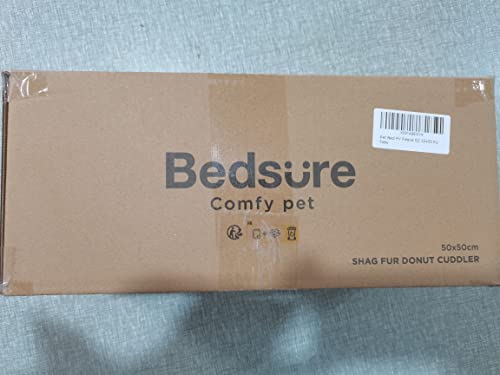 Bedsure
Comfy pet
50x50cm
SHAG FUR DONUT CUDDLER